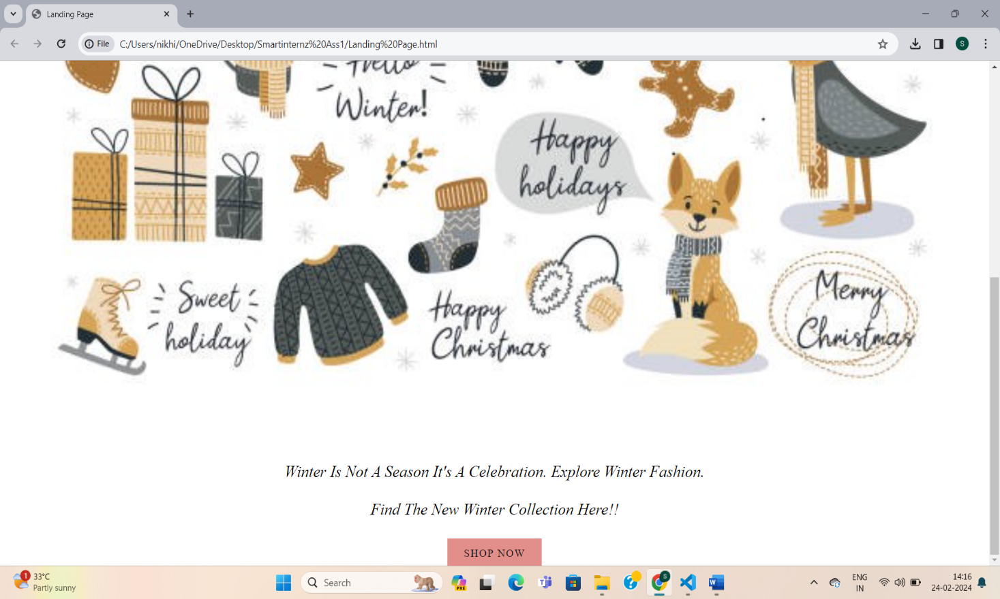 Landing Page
File
C:/Users/nikhi/OneDrive/Desktop/Smartinternz%20Ass1/Landing%20Page.html
S
Hello
Winter!
Happy
holidays
Sweet
holiday
Happy
Christmas
Merry
Christmas
Winter Is Not A Season It's A Celebration. Explore Winter Fashion.
Find The New Winter Collection Here!!
SHOP NOW
1
33°C
Partly sunny
Search
PRE
S
ENG
IN
14:16
24-02-2024